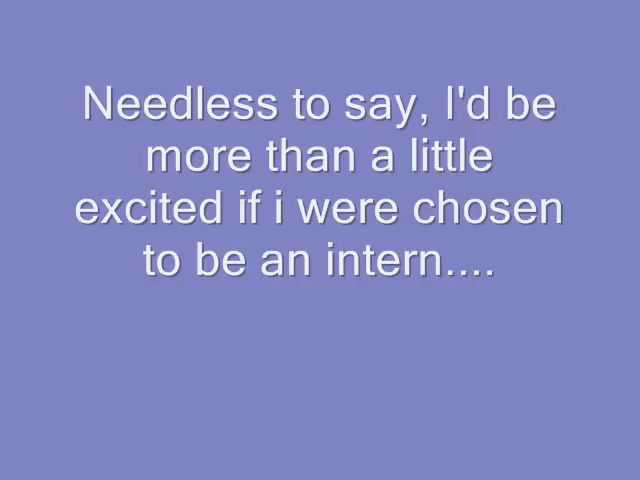 Needless to say, I'd be
more than a little
excited if i were chosen
to be an intern....